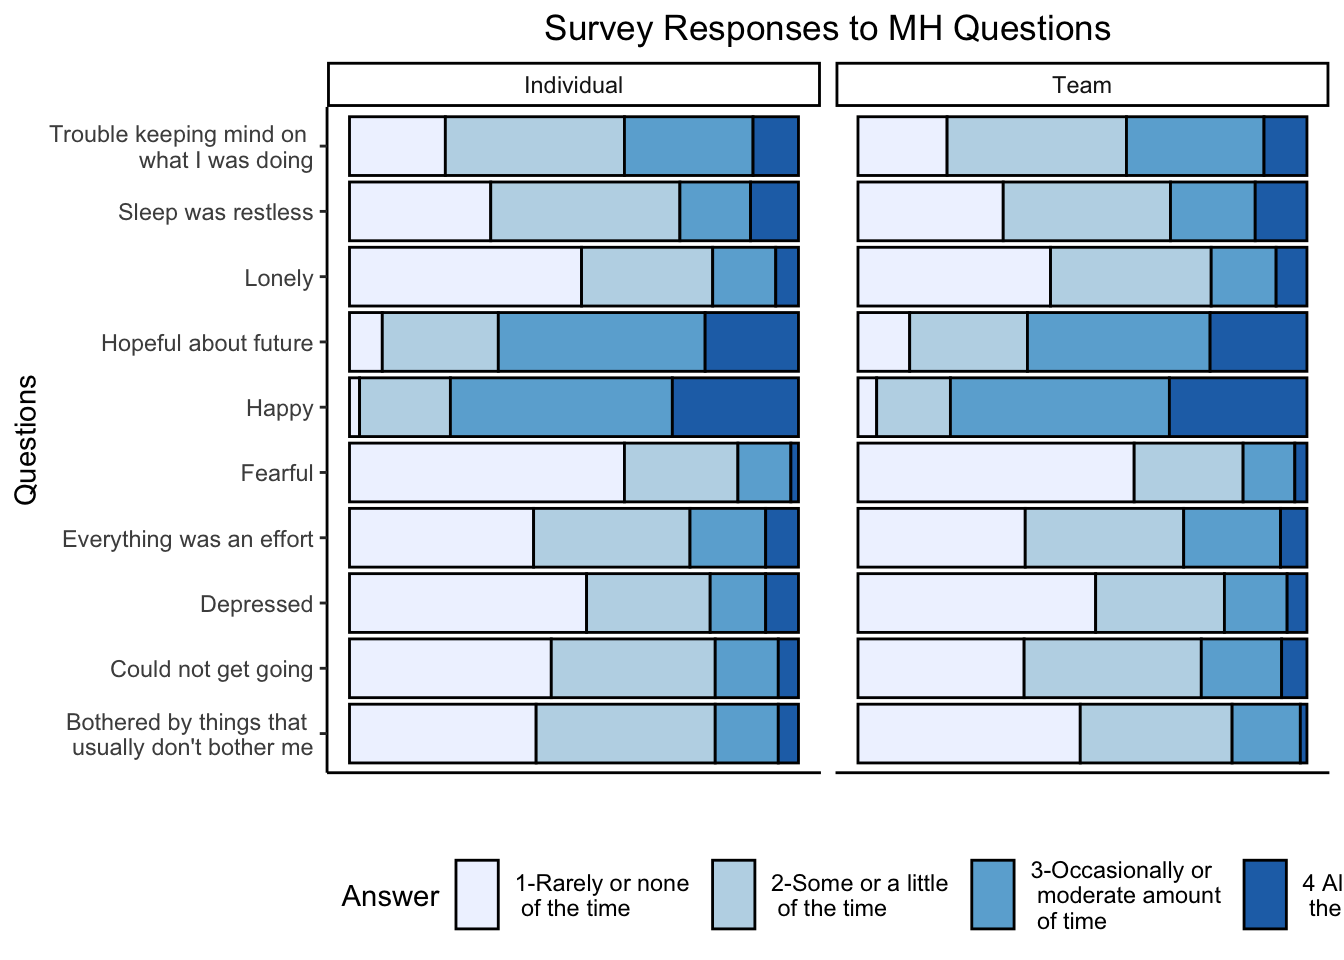 Survey Responses to MH Questions
Individual
Team
Trouble keeping mind on
what I was doing
Sleep was restless
Lonely
Hopeful about future
Happy
Fearful
Everything was an effort
Depressed
Could not get going
Bothered by things that
usually don't bother me
Questions
Answer
1-Rarely or none
of the time
2-Some or a little
of the time
3-Occasionally or
moderate amount
of time
4 Al
the